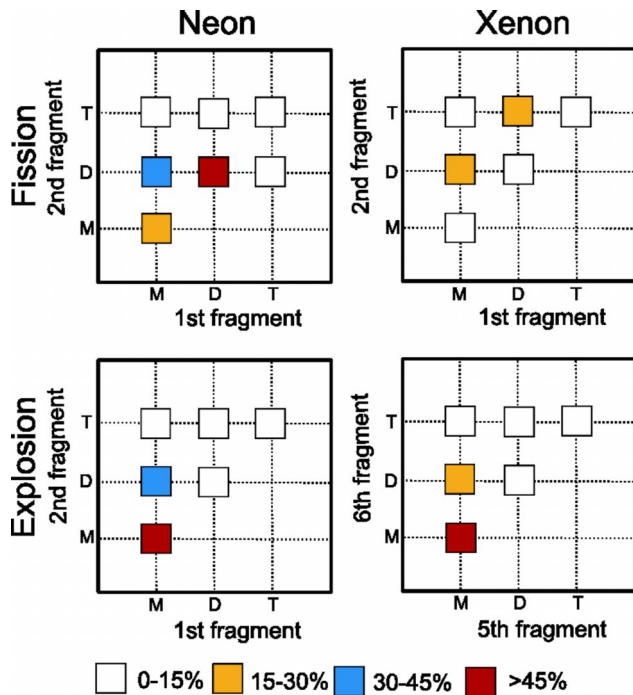 Neon
Xenon
Fission
2nd fragment
T
D
M
M D T
1st fragment
2nd fragment
T
D
M
M D T
1st fragment
Explosion
2nd fragment
T
D
M
M D T
1st fragment
6th fragment
T
D
M
M D T
5th fragment
0-15%
15-30%
30-45%
>45%